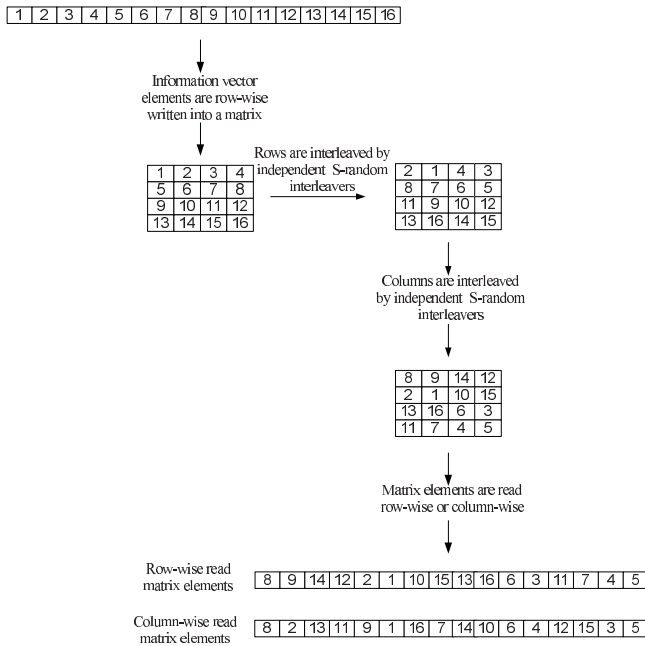 1 2 3 4 5 6 7 8 9 10 11 12 13 14 15 16
Information vector
elements are row-wise
written into a matrix
1 2 3 4
5 6 7 8
9 10 11 12
13 14 15 16
Rows are interleaved by
independent S-random
interleavers
2 1 4 3
8 7 6 5
11 9 10 12
13 16 14 15
Columns are interleaved
by independent S-random
interleavers
8 9 14 12
2 1 10 15
13 16 6 3
11 7 4 5
Matrix elements are read
row-wise or column-wise
Row-wise read
matrix elements
8 9 14 12 2 1 10 15 13 16 6 3 11 7 4 5
Column-wise read
matrix elements
8 2 13 11 9 1 16 7 14 10 6 4 12 15 3 5